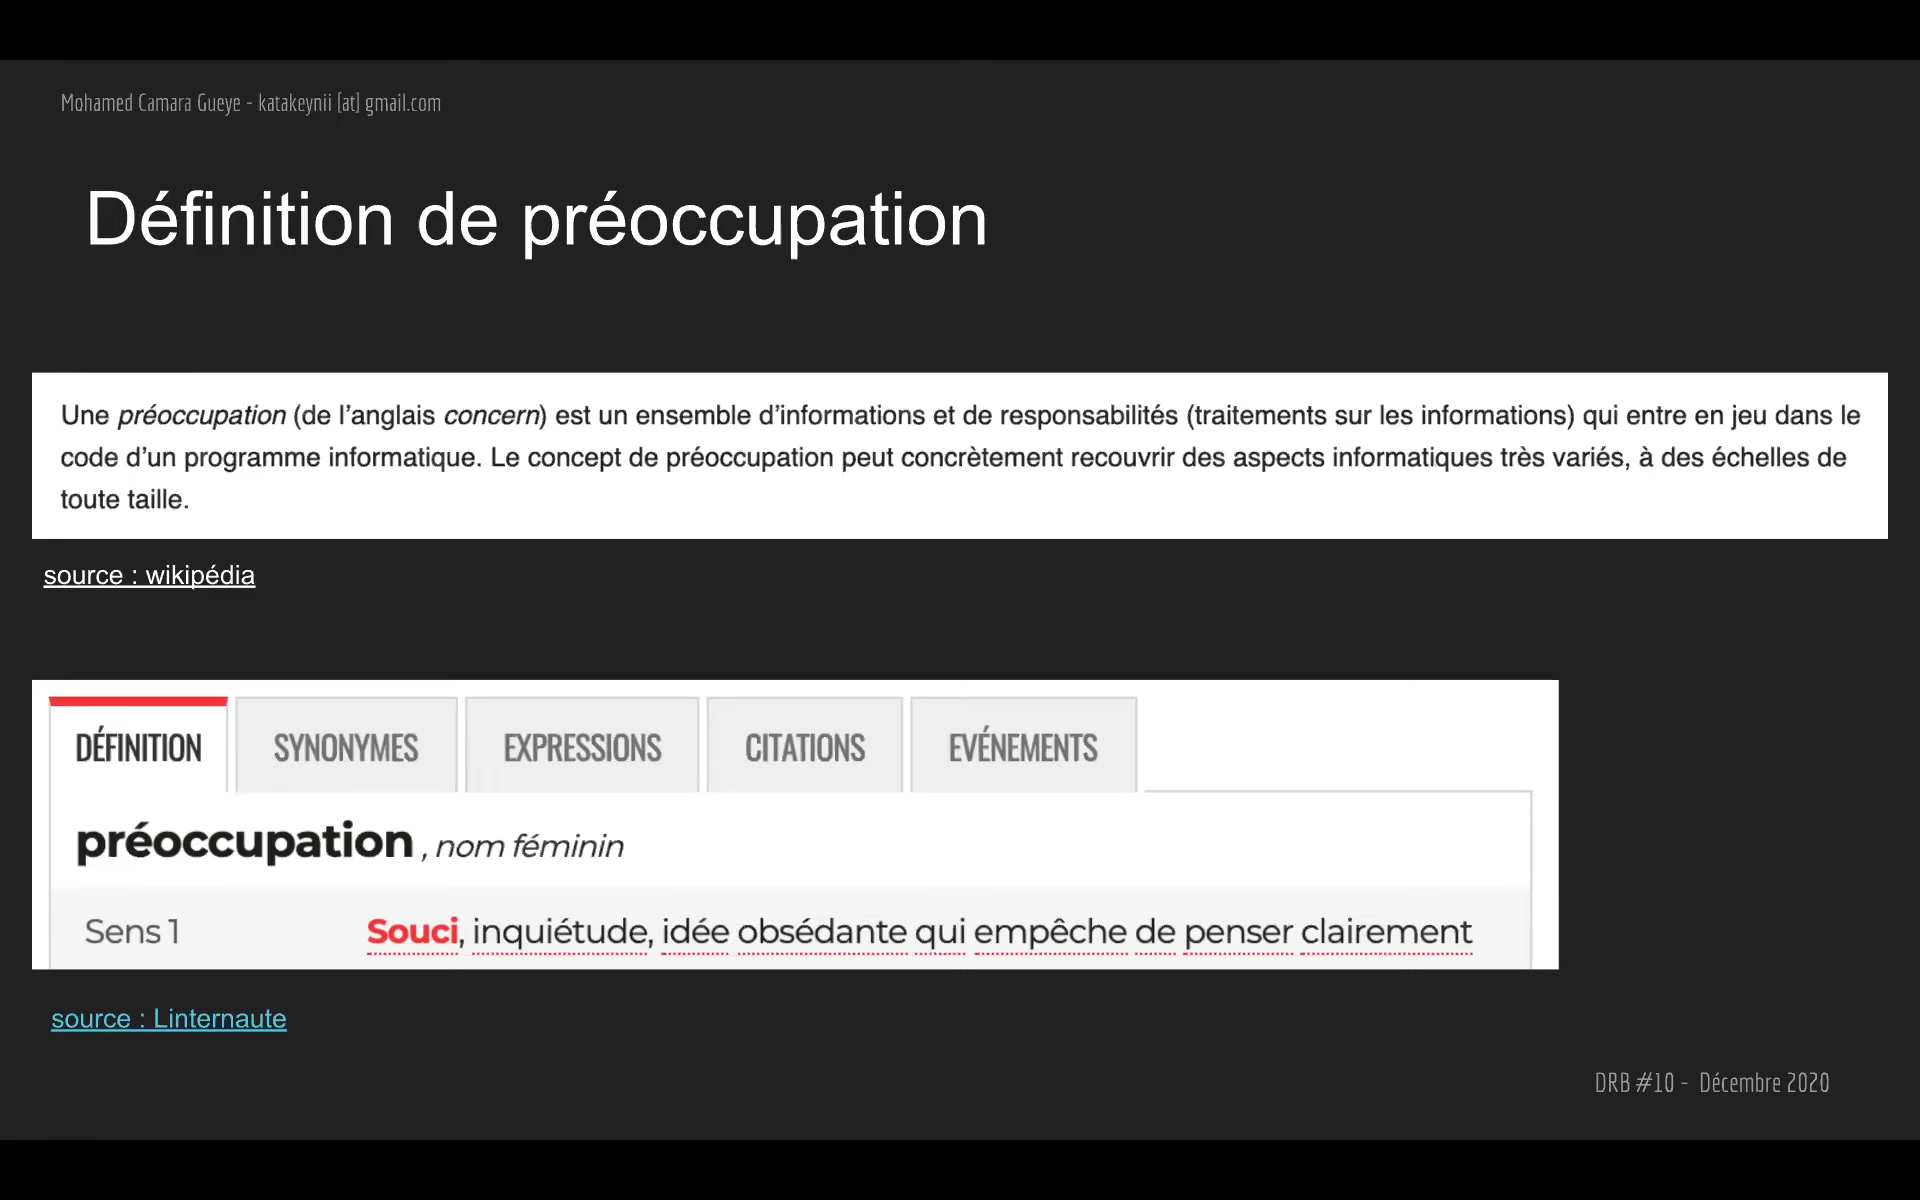 Mohamed Camara Gueye - katakeynii [at] gmail.com
Définition de préoccupation
Une préoccupation (de l’anglais concern) est un ensemble d’informations et de responsabilités (traitements sur les informations) qui entre en jeu dans le
code d’un programme informatique. Le concept de préoccupation peut concrètement recouvrir des aspects informatiques très variés, à des échelles de
toute taille.
source : wikipédia
DÉFINITION SYNONYMES EXPRESSIONS CITATIONS EVÉNEMENTS
préoccupation , nom féminin
Sens 1 Souci, inquiétude, idée obsédante qui empêche de penser clairement
source : Linternaute
DRB #10 - Décembre 2020